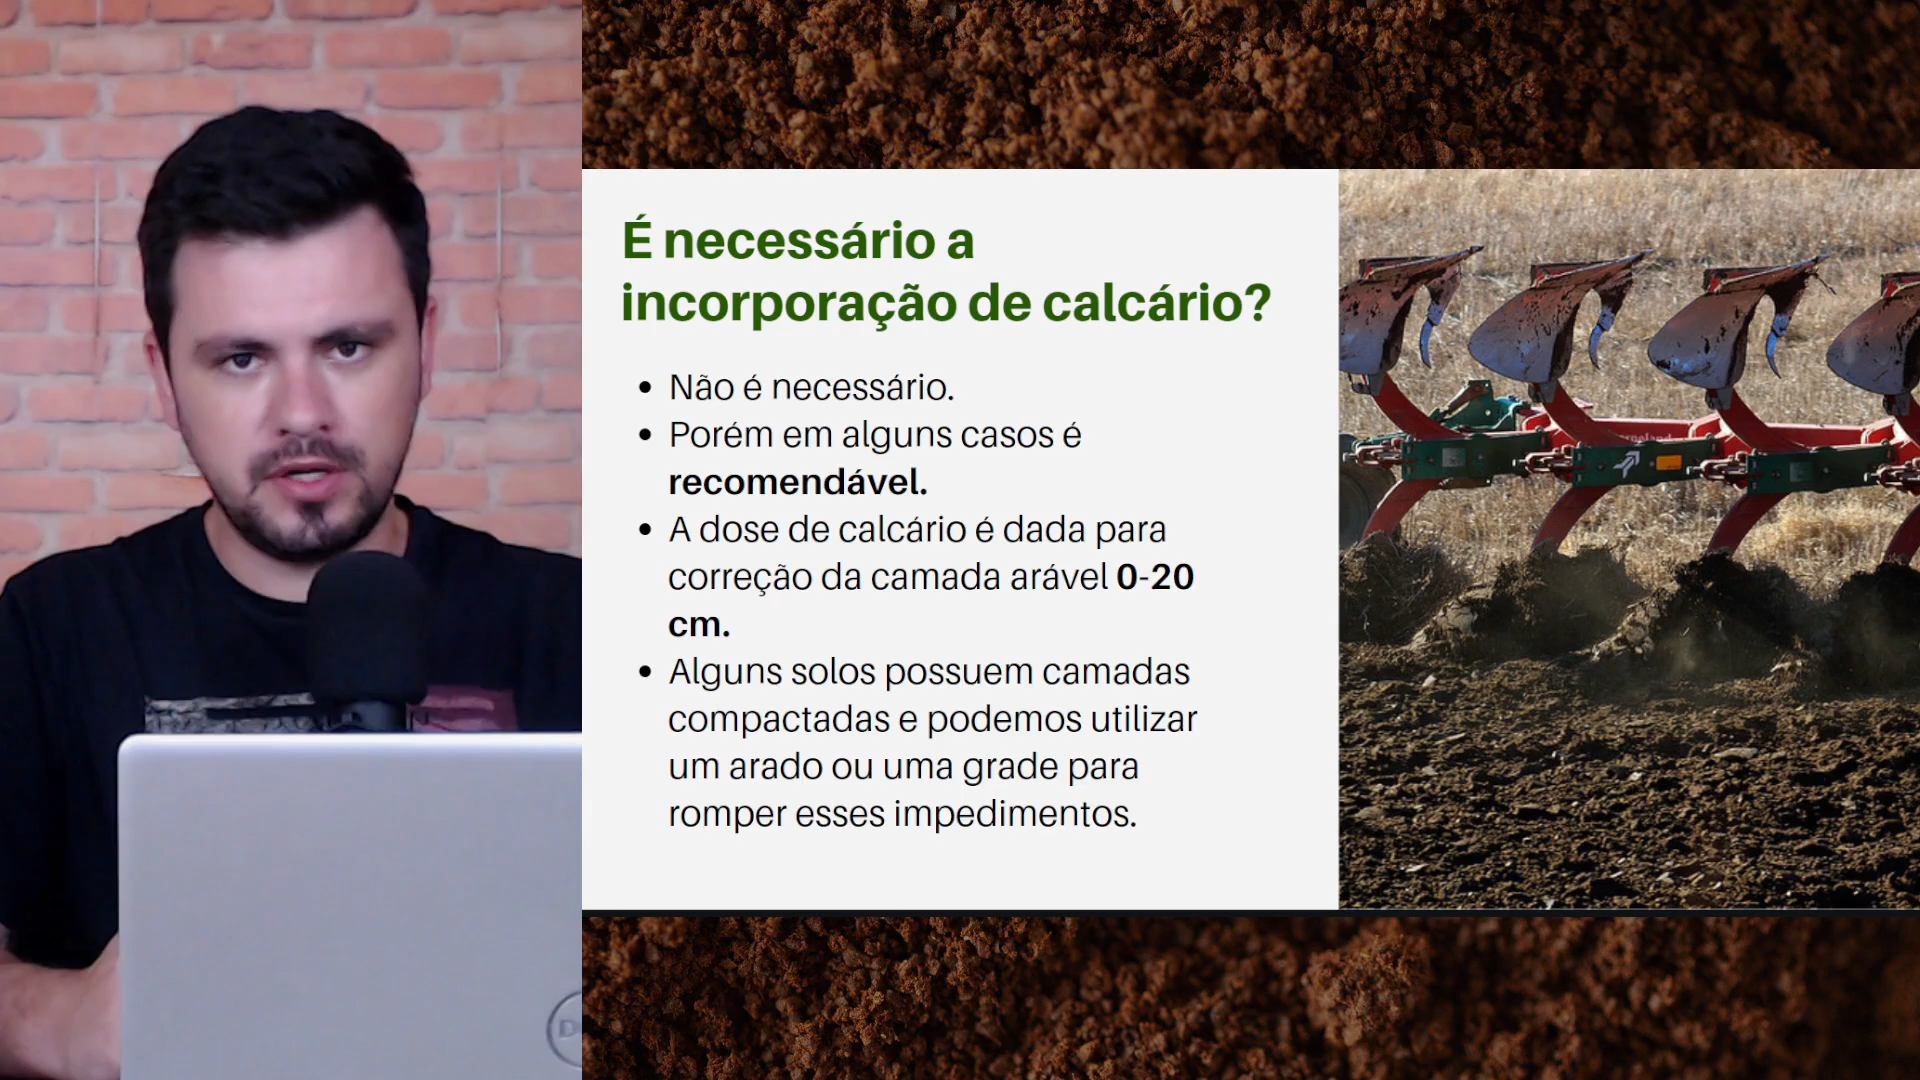 É necessário a
incorporação de calcário?
• Não é necessário.
• Porém em alguns casos é
recomendável.
• A dose de calcário é dada para
correção da camada arável 0-20
cm.
• Alguns solos possuem camadas
compactadas e podemos utilizar
um arado ou uma grade para
romper esses impedimentos.